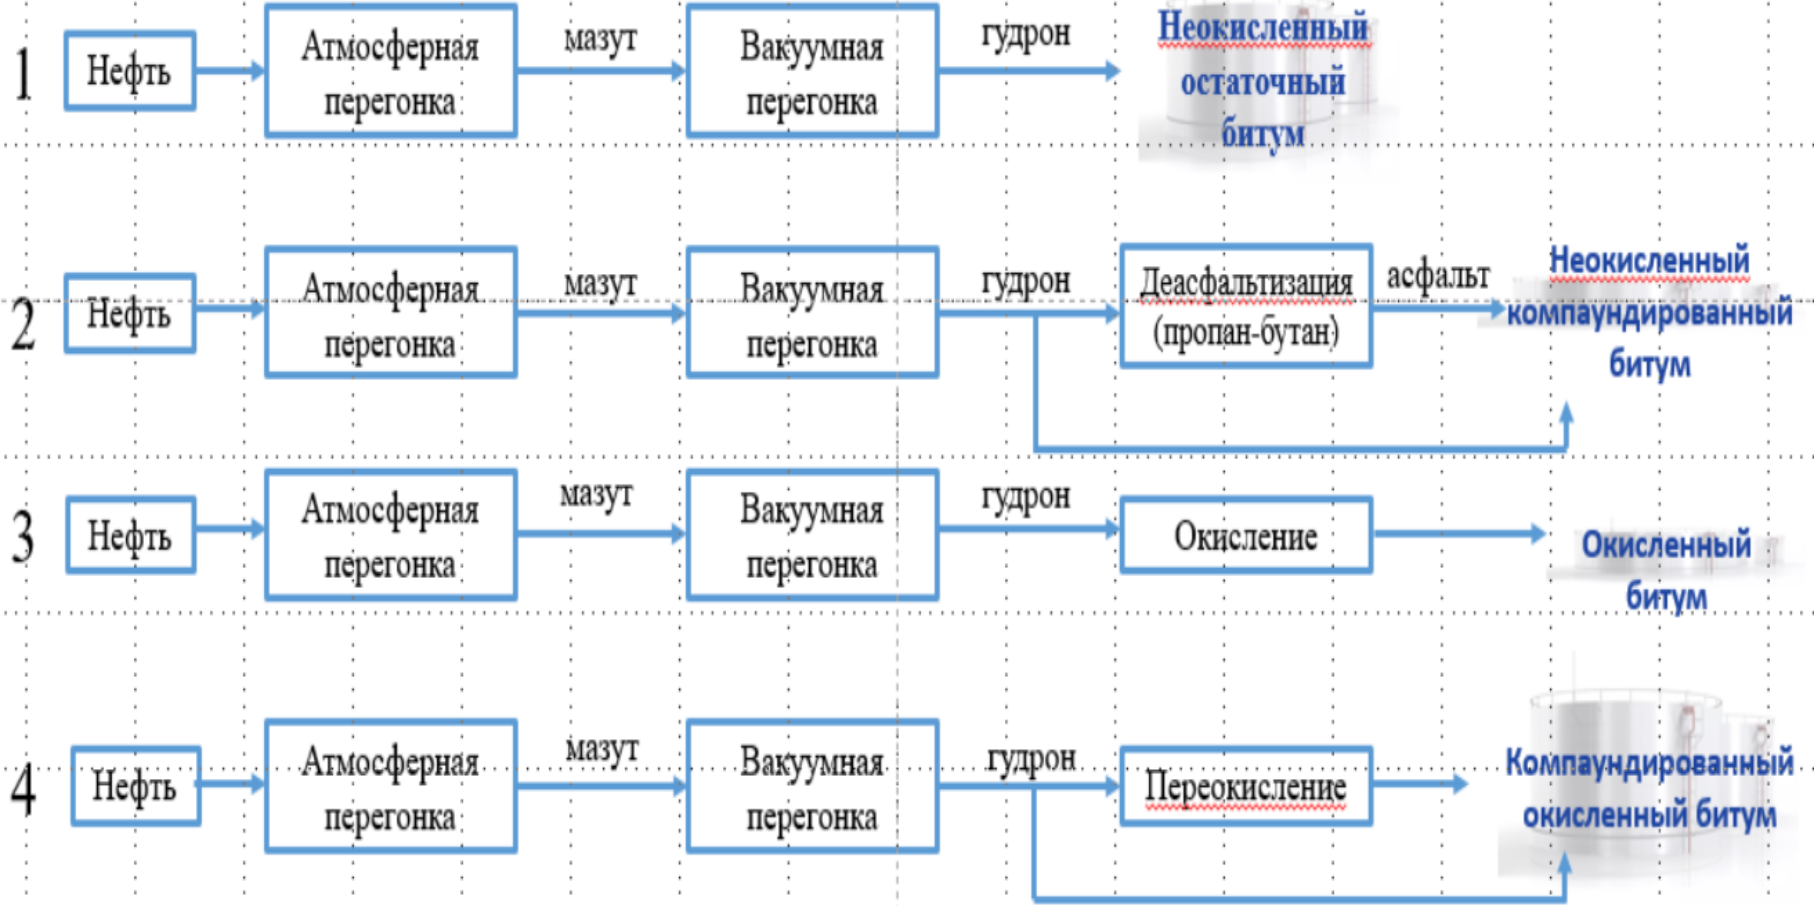 1
Нефть
Атмосферная
перегонка
мазут
Вакуумная
перегонка
гудрон
Неокисленный
остаточный
битум
2
Нефть
Атмосферная
перегонка
мазут
Вакуумная
перегонка
гудрон
Деасфальтизация
(пропан-бутан)
асфальт
Неокисленный
компаундированный
битум
3
Нефть
Атмосферная
перегонка
мазут
Вакуумная
перегонка
гудрон
Окисление
Окисленный
битум
4
Нефть
Атмосферная
перегонка
мазут
Вакуумная
перегонка
гудрон
Переокисление
Компаундированный
окисленный битум